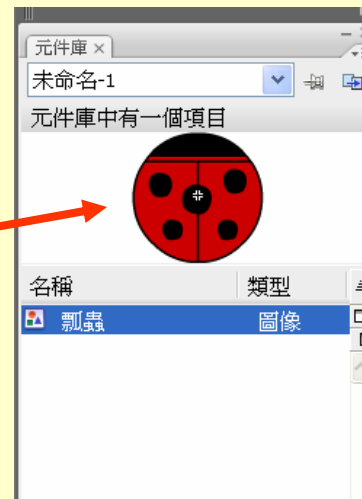 元件庫 ×
未命名-1
元件庫中有一個項目
名稱 類型
瓢蟲 圖像